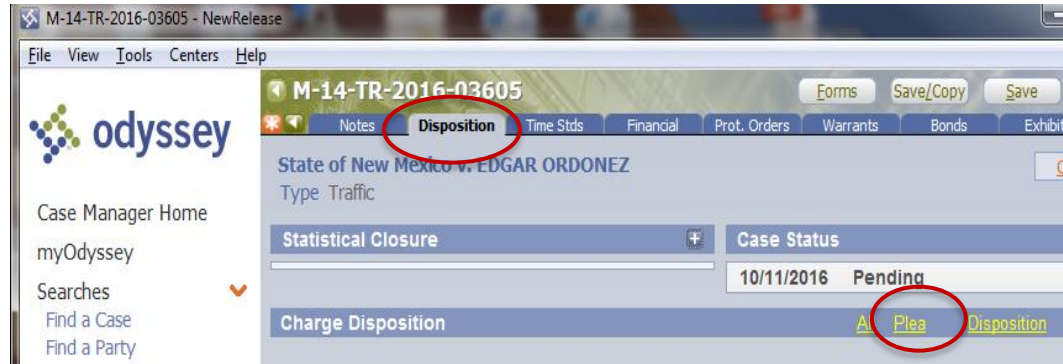 M-14-TR-2016-03605 - NewRelease
File View Tools Centers Help
M-14-TR-2016-03605
Forms Save/Copy Save
Notes Disposition Time Stds Financial Prot. Orders Warrants Bonds
odyssey
State of New Mexico v. EDGAR ORDONEZ
Type Traffic
Case Manager Home
myOdyssey
Searches
Find a Case
Find a Party
Statistical Closure
Case Status
10/11/2016 Pending
Charge Disposition
Plea Disposition